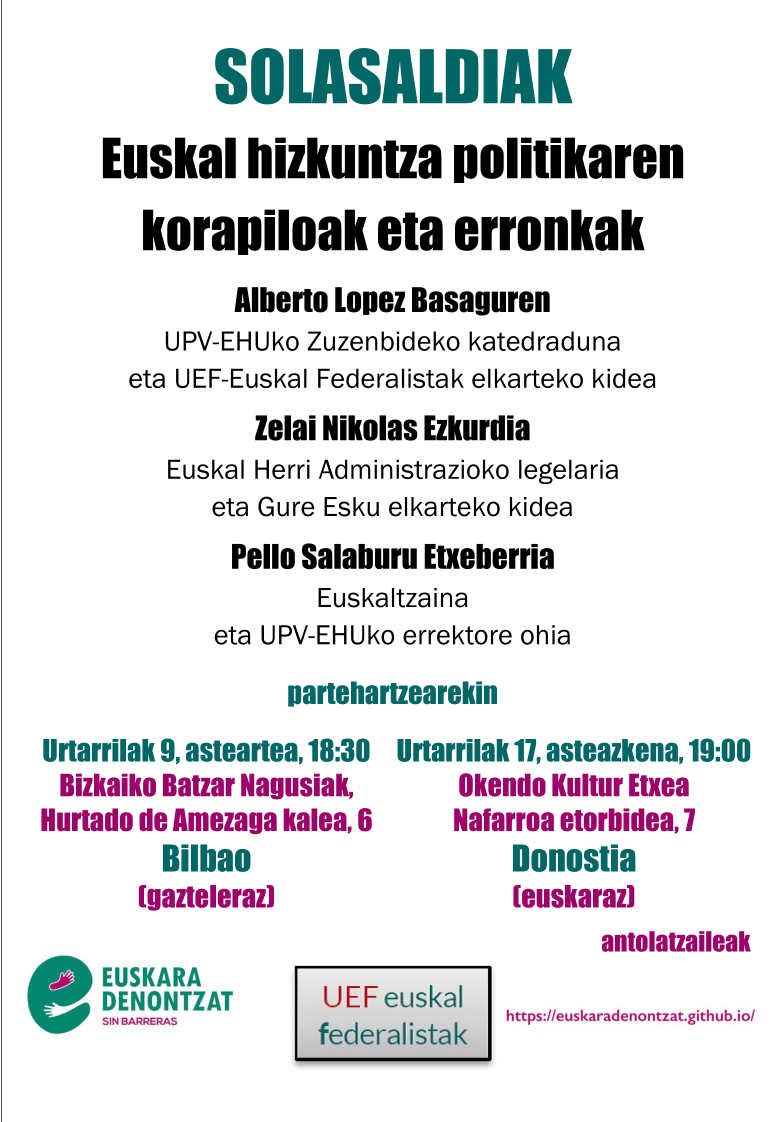 SOLASALDIAK
Euskal hizkuntza politikaren
korapiloak eta erronkak
Alberto Lopez Basaguren
UPV-EHUko Zuzenbideko katedraduna
eta UEF-Euskal Federalistak elkarteko kidea
Zelai Nikolas Ezkurdia
Euskal Herri Administrazioko legelaria
eta Gure Esku elkarteko kidea
Pello Salaburu Etxeberria
Euskaltzaina
eta UPV-EHUko errektore ohia
partehartzearekin
Urtarrilak 9, asteartea, 18:30
Bizkaiko Batzar Nagusiak,
Hurtado de Amezaga kalea, 6
Bilbao
(gazteleraz)
Urtarrilak 17, asteazkena, 19:00
Okendo Kultur Etxea
Nafarroa etorbidea, 7
Donostia
(euskaraz)
antolatzaileak
EUSKARA
DENONTZAT
SIN BARRERAS
UEF euskal
federalistak
https://euskaradenontzat.github.io/